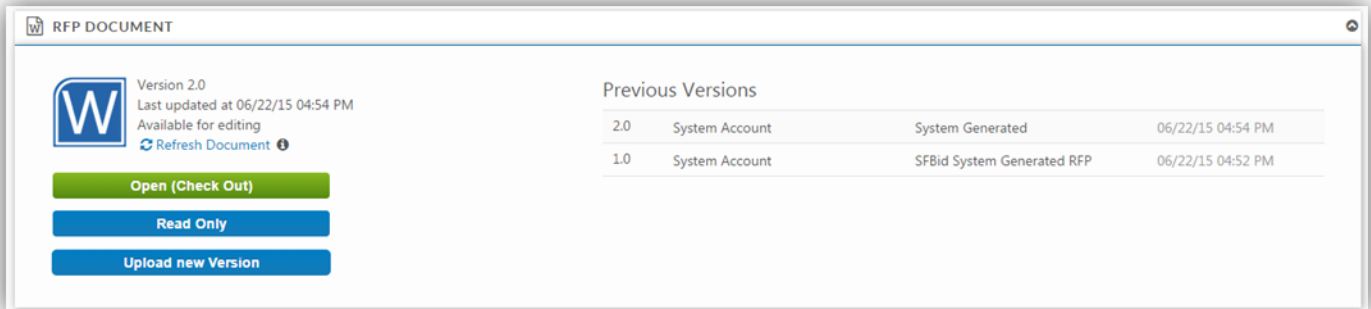 RFP DOCUMENT
W
Version 2.0
Last updated at 06/22/15 04:54 PM
Available for editing
Refresh Document
Open (Check Out)
Read Only
Upload new Version
Previous Versions
2.0 System Account System Generated 06/22/15 04:54 PM
1.0 System Account SFBid System Generated RFP 06/22/15 04:52 PM